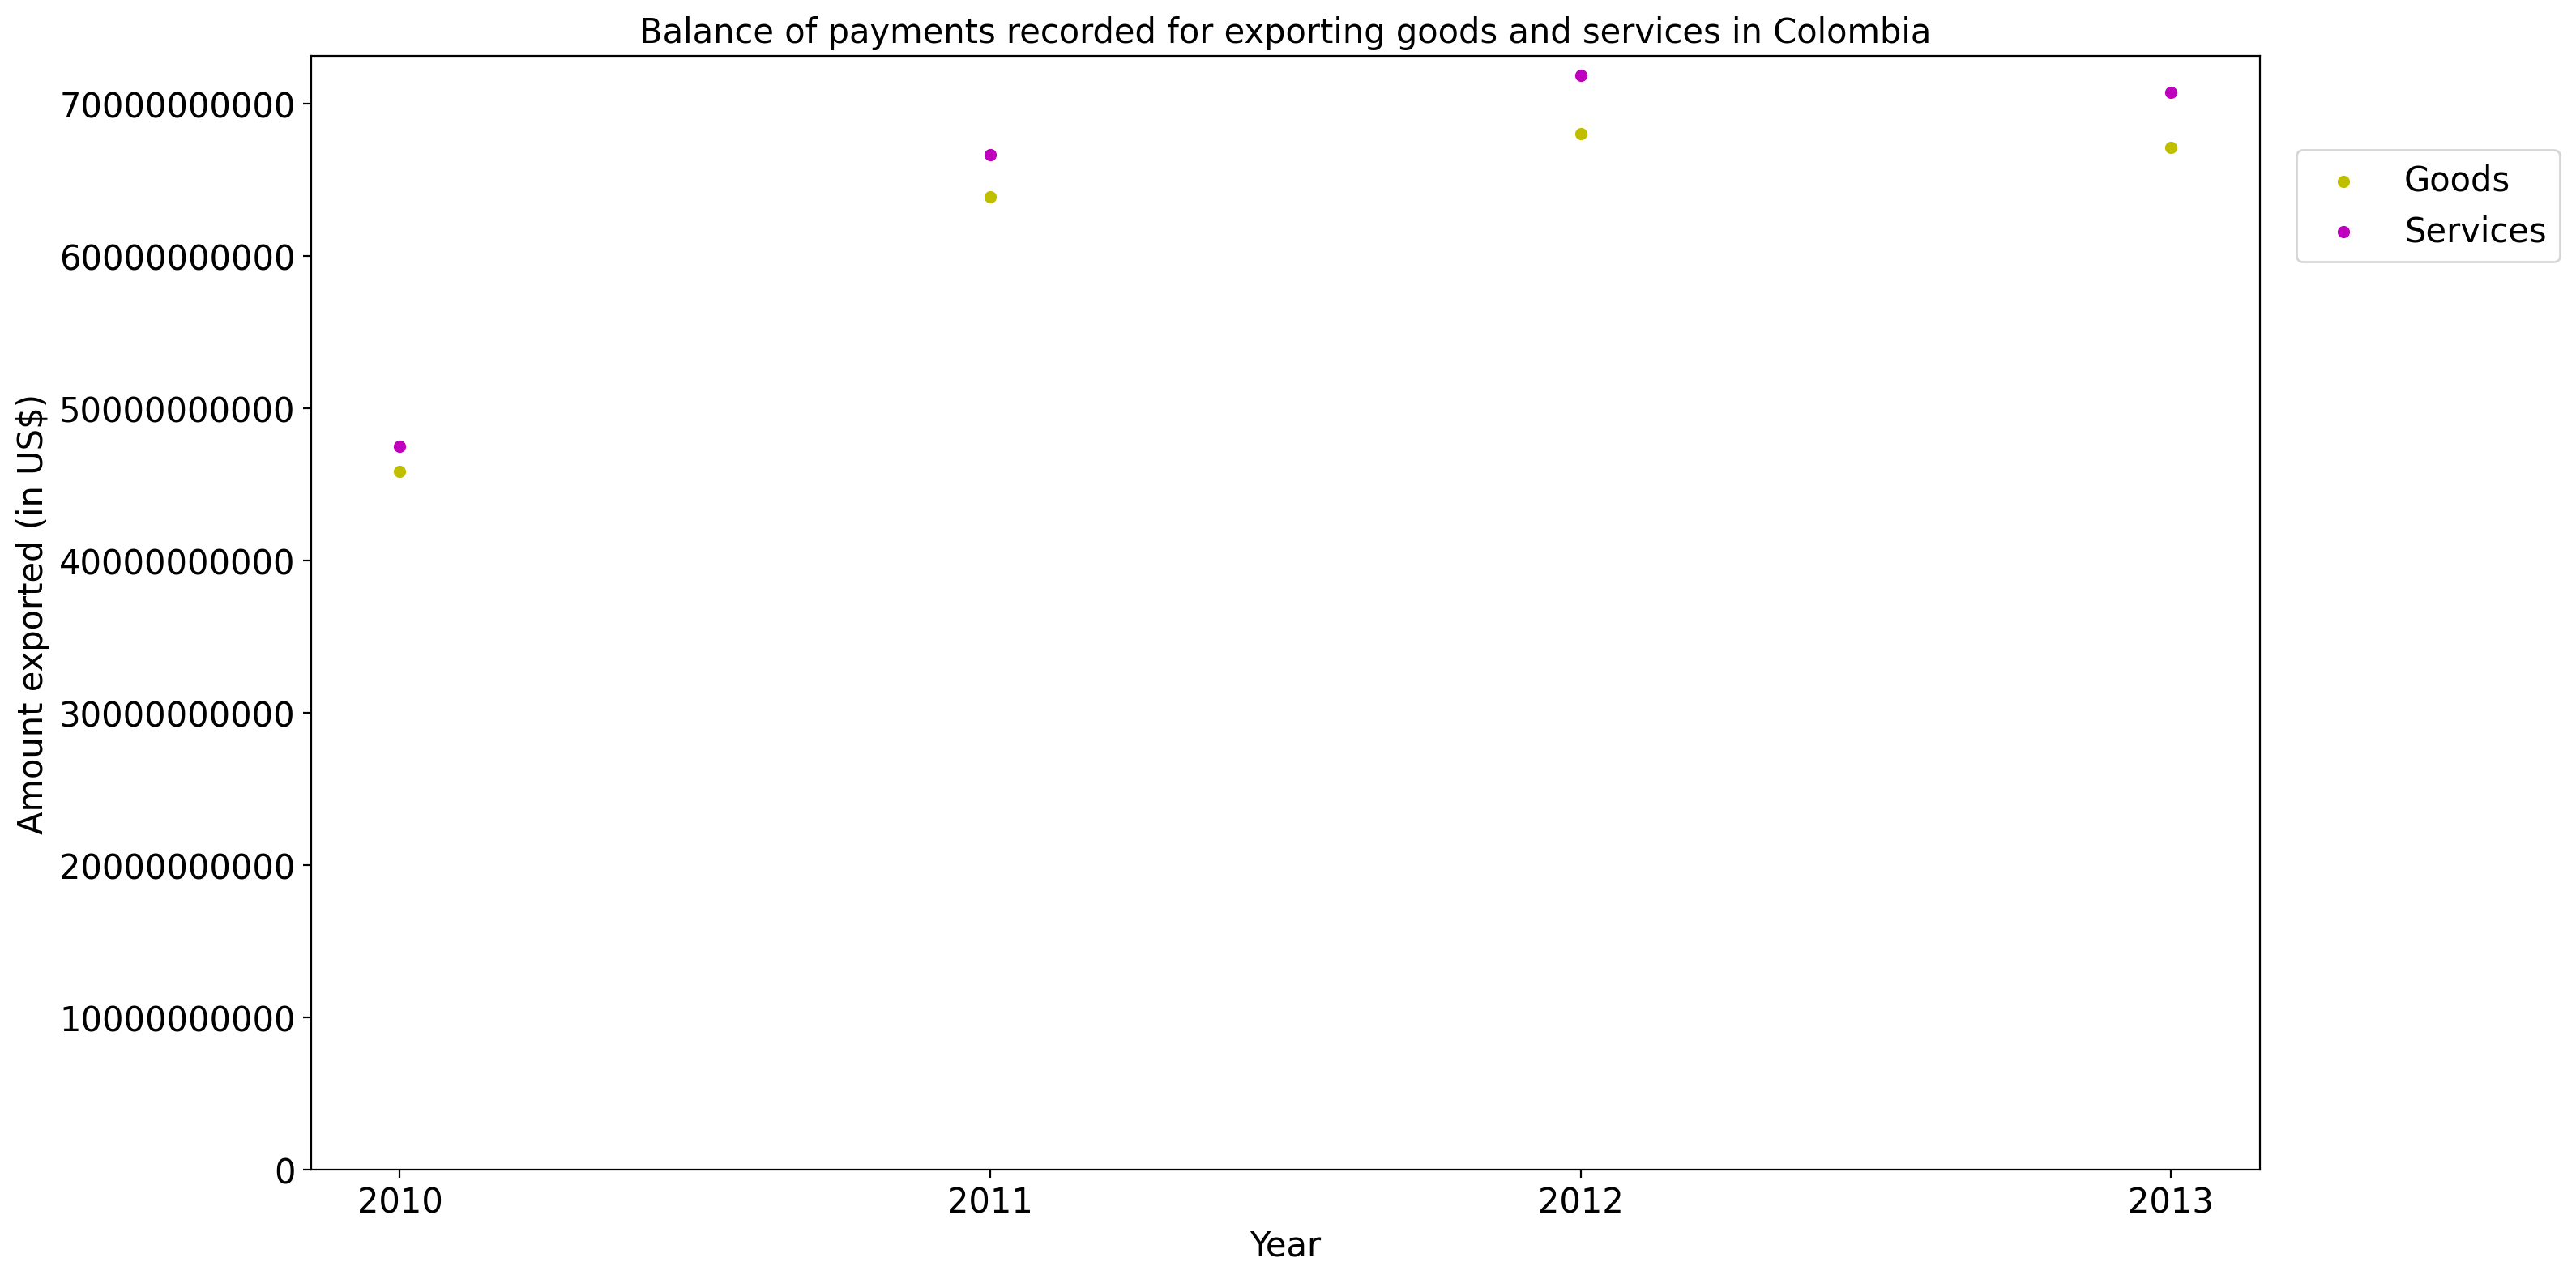 Balance of payments recorded for exporting goods and services in Colombia
Amount exported (in US$)
70000000000
60000000000
50000000000
40000000000
30000000000
20000000000
10000000000
0
2010 2011 2012 2013
Year
Goods
Services